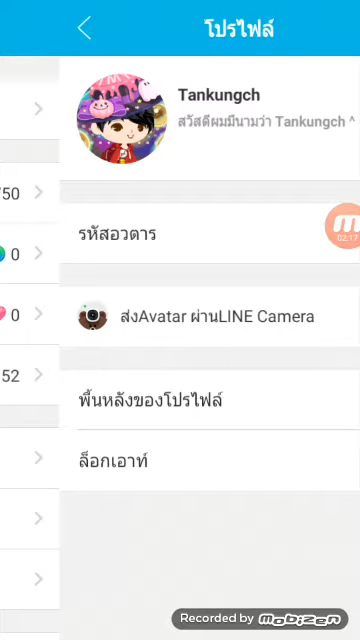 โปรไฟล์
Tankungch
สวัสดีผมมีนามว่า Tankungch ^
50
รหัสอวตาร
02:17
0
0
ส่งAvatar ผ่านLINE Camera
52
พื้นหลังของโปรไฟล์
ล็อกเอาท์
Recorded by mobizen